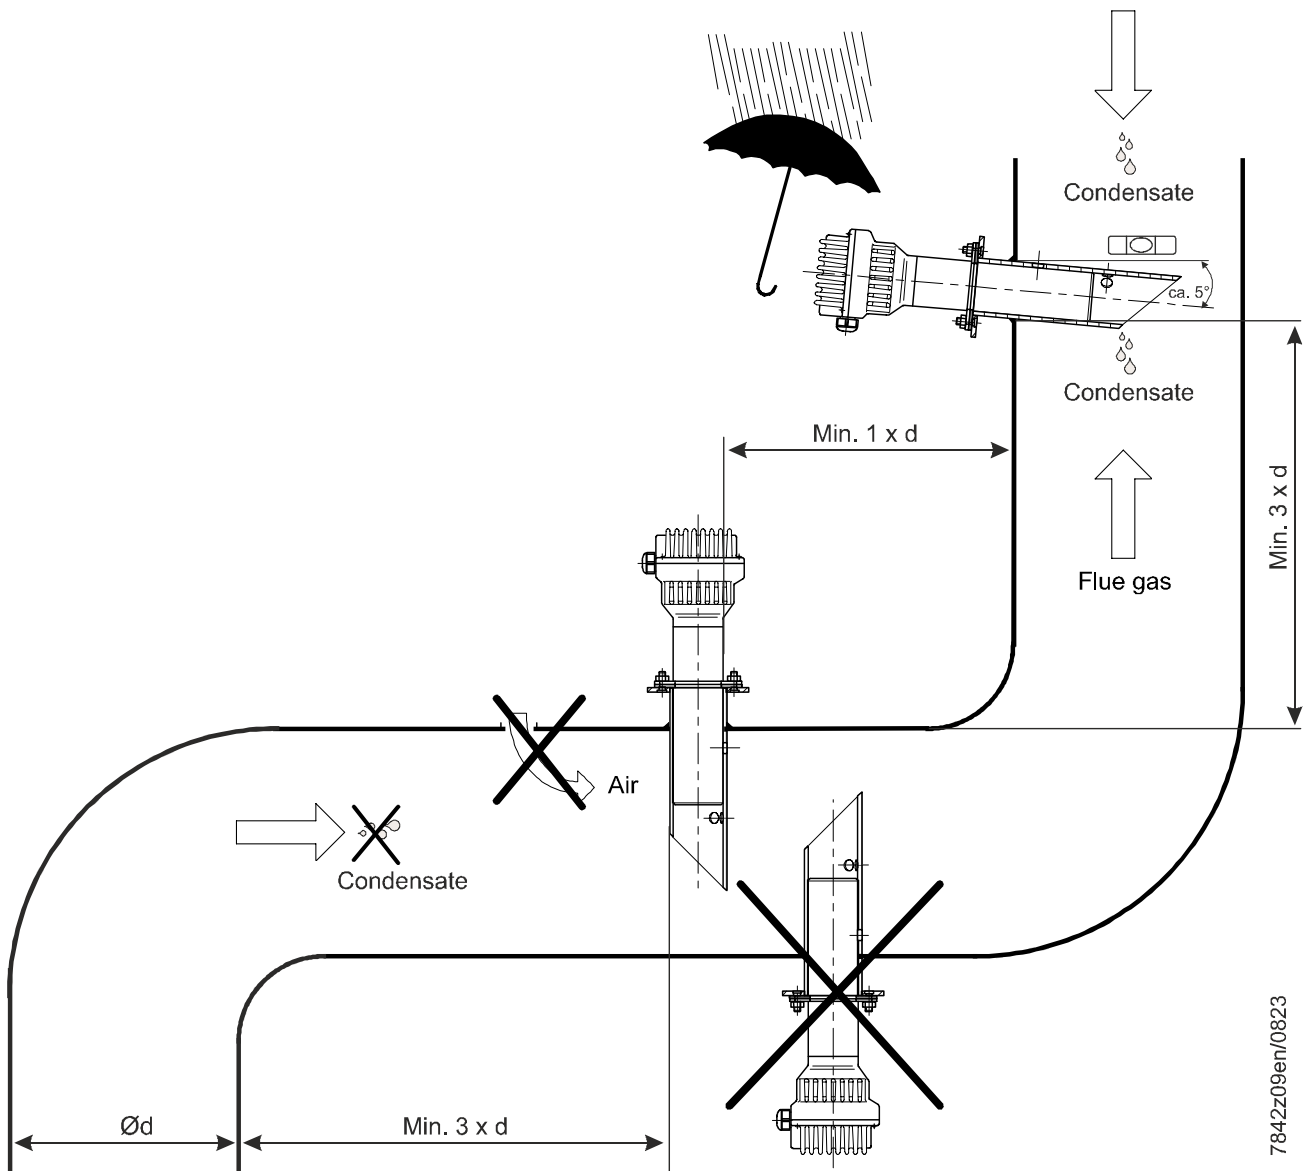 Condensate
ca. 5°
Condensate
Min. 1 x d
Min. 3 x d
Flue gas
Air
Condensate
Ød
Min. 3 x d
7842z09en/0823